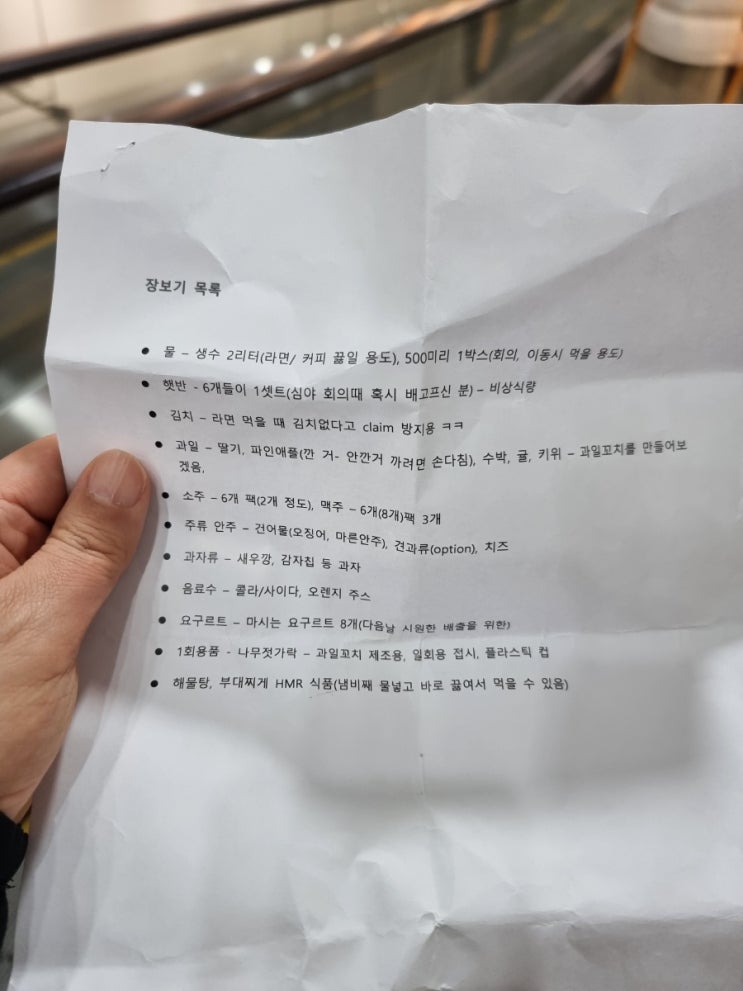 장보기 목록
● 물 – 생수 2리터(라면/ 커피 끓일 용도), 500미리 1박스(회의, 이동시 먹을 용도)
● 햇반 - 6개들이 1셋트(심야 회의때 혹시 배고프신 분) – 비상식량
● 김치 – 라면 먹을 때 김치없다고 claim 방지용 ㅋㅋ
● 과일 – 딸기, 파인애플(깐 거- 안깐거 까려면 손다침), 수박, 귤, 키위 – 과일꼬치를 만들어보
겠음.
● 소주 – 6개 팩(2개 정도), 맥주 – 6개(8개)팩 3개
● 주류 안주 – 건어물(오징어, 마른안주), 견과류(option), 치즈
● 과자류 – 새우깡, 감자칩 등 과자
● 음료수 – 콜라/사이다, 오렌지 주스
● 요구르트 – 마시는 요구르트 8개(다음날 시원한 배출을 위한)
● 1회용품 - 나무젓가락 – 과일꼬치 제조용, 일회용 접시, 플라스틱 컵
● 해물탕, 부대찌게 HMR 식품(냄비째 물넣고 바로 끓여서 먹을 수 있음)